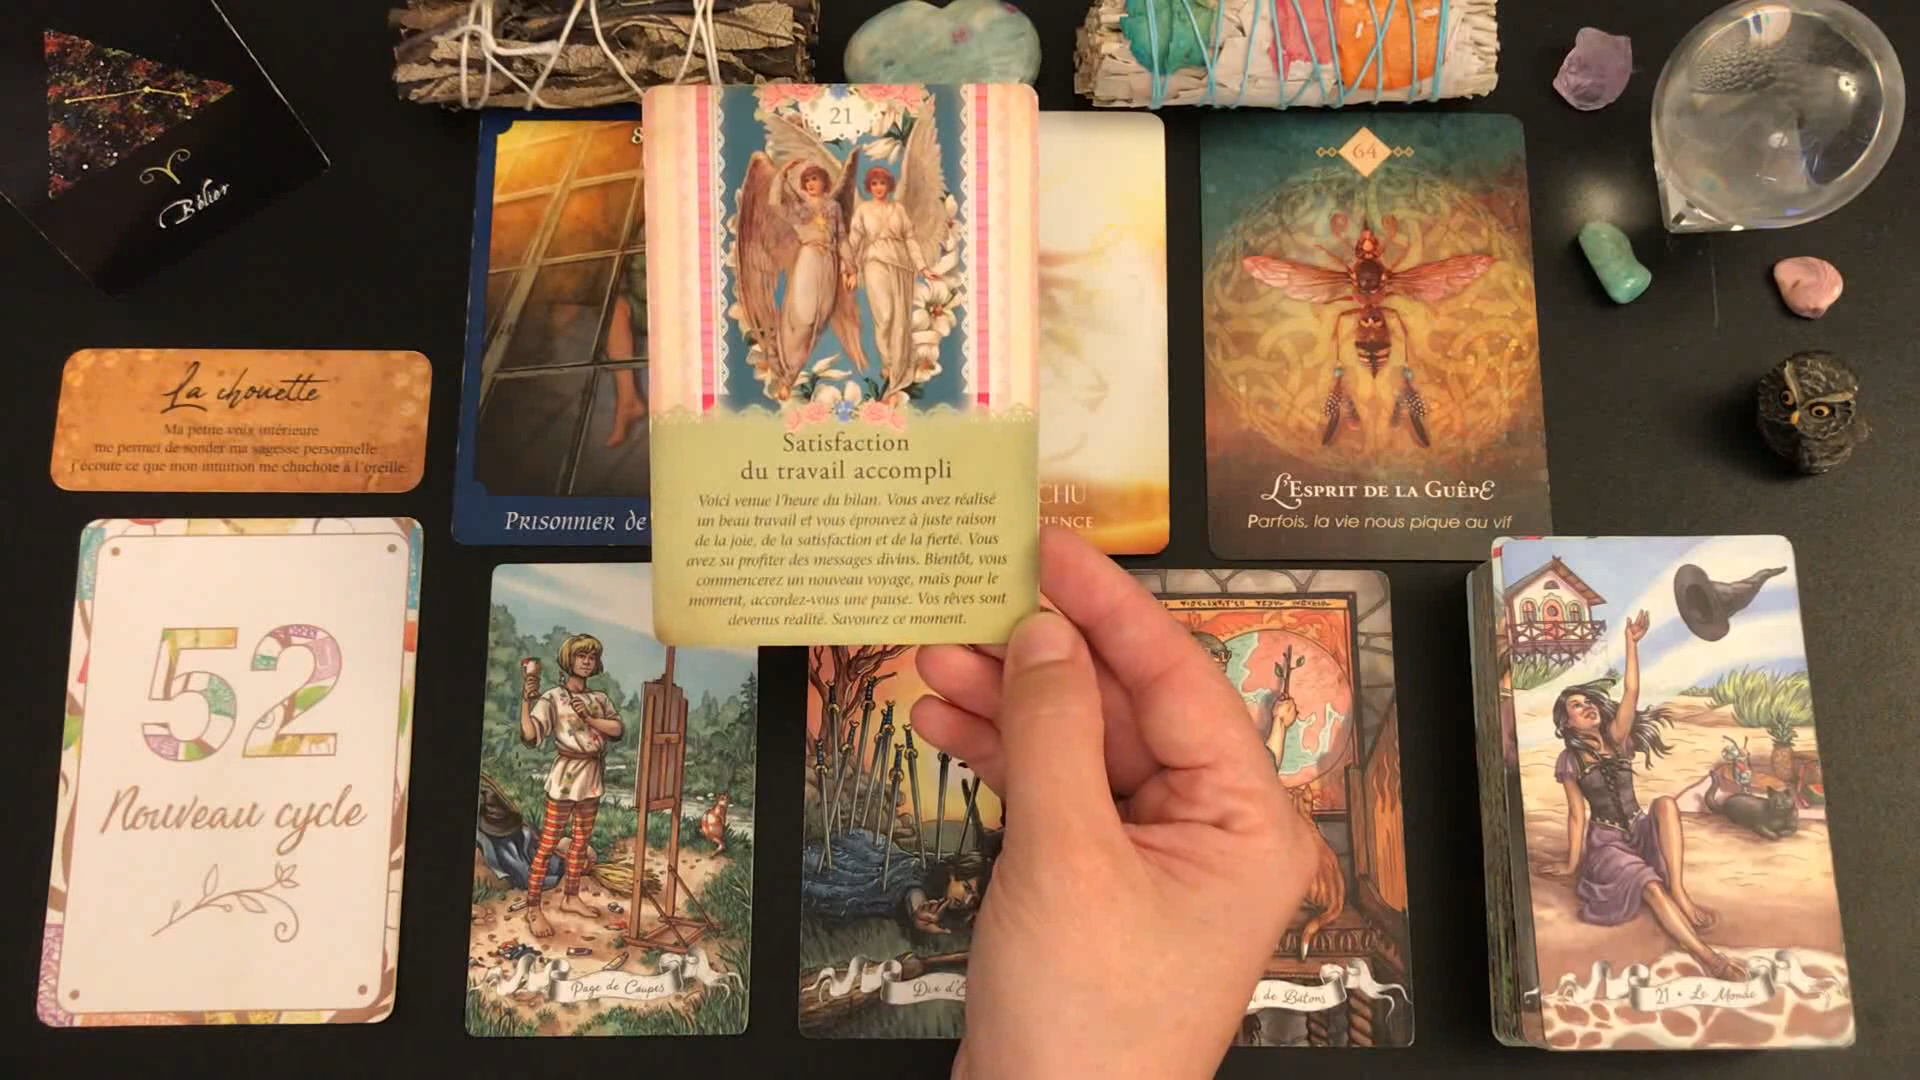 Bélier
8
21
64
La chouette
Ma petite voix intérieure
me permet de sonder ma sagesse personnelle
j'écoute ce que mon intuition me chuchote à l'oreille.
Satisfaction
du travail accompli
Voici venue l'heure du bilan. Vous avez réalisé
un beau travail et vous éprouvez à juste raison
de la joie, de la satisfaction et de la fierté. Vous
avez su profiter des messages divins. Bientôt, vous
commencerez un nouveau voyage, mais pour le
moment, accordez-vous une pause. Vos rêves sont
devenus réalité. Savourez ce moment.
Prisonnier de
CHU
IENCE
L'Esprit de la Guêpe
Parfois, la vie nous pique au vif
52
Nouveau cycle
Page de Coupes
Dix d'É
de Bâtons
21 • Le Monde